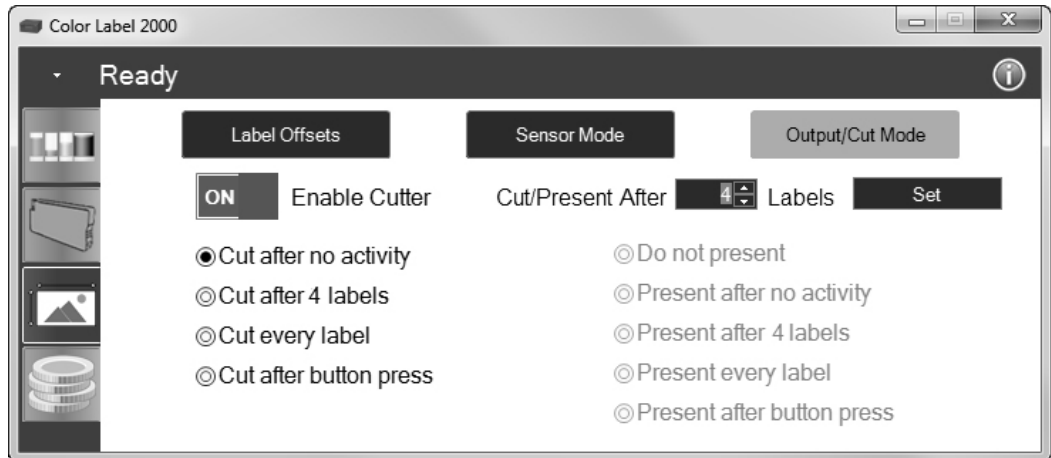 Color Label 2000
Ready
Label Offsets Sensor Mode Output/Cut Mode
ON Enable Cutter Cut/Present After 4 Labels Set
Cut after no activity
Cut after 4 labels
Cut every label
Cut after button press
Do not present
Present after no activity
Present after 4 labels
Present every label
Present after button press